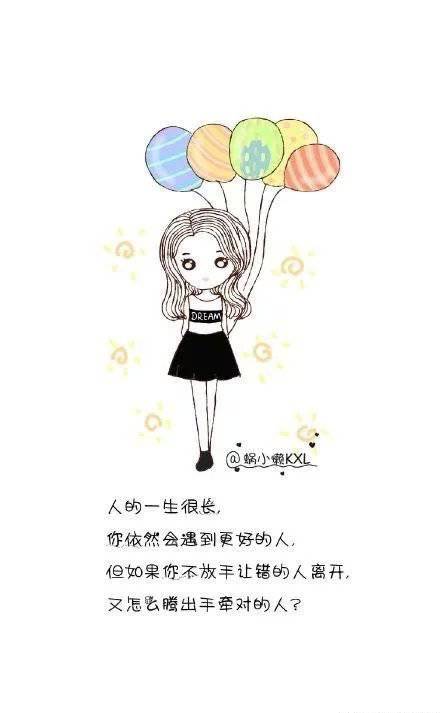 DREAM
@蜗小懒KXL
人的一生很长,
你依然会遇到更好的人,
但如果你不放手让错的人离开,
又怎么腾出手牵对的人?